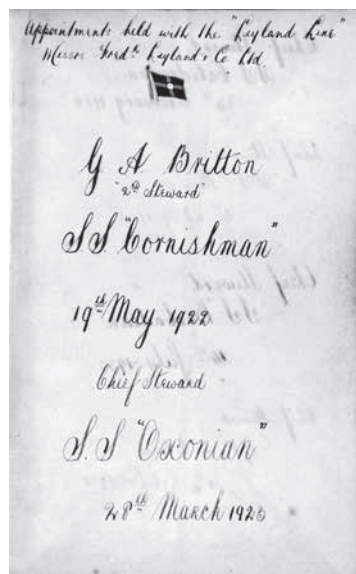 Appointments held with the "Leyland Line"
Messrs Fredk Leyland & Co Ltd.
G A Britton
"2nd Steward"
S.S. "Cornishman"
19th May 1922
Chief Steward
S.S "Oxonian"
28th March